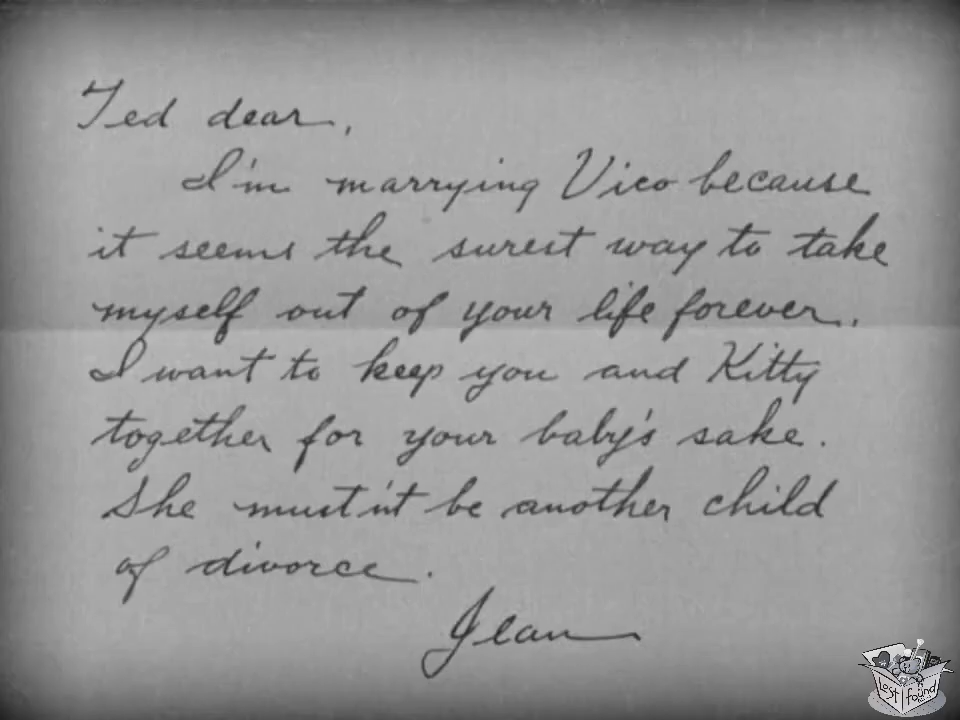 Ted dear,
I'm marrying Vico because
it seems the surest way to take
myself out of your life forever.
I want to keep you and Kitty
together for your baby's sake.
She must'nt be another child
of divorce.
Jean
Lost/found